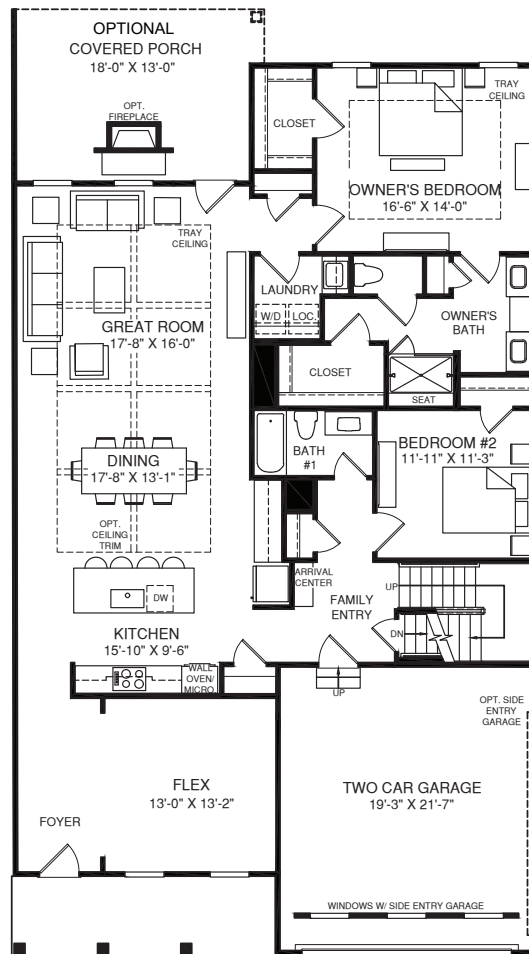 OPTIONAL
COVERED PORCH
18'-0" X 13'-0"
OPT.
FIREPLACE
CLOSET
TRAY
CEILING
OWNER'S BEDROOM
16'-6" X 14'-0"
TRAY
CEILING
LAUNDRY
W/D
LOC.
GREAT ROOM
17'-8" X 16'-0"
OWNER'S
BATH
CLOSET
SEAT
BATH
#1
BEDROOM #2
11'-11" X 11'-3"
DINING
17'-8" X 13'-1"
OPT.
CEILING
TRIM
ARRIVAL
CENTER
UP
DW
FAMILY
ENTRY
DN
KITCHEN
15'-10" X 9'-6"
WALL
OVEN/
MICRO
UP
OPT. SIDE
ENTRY
GARAGE
FLEX
13'-0" X 13'-2"
TWO CAR GARAGE
19'-3" X 21'-7"
FOYER
WINDOWS W/ SIDE ENTRY GARAGE